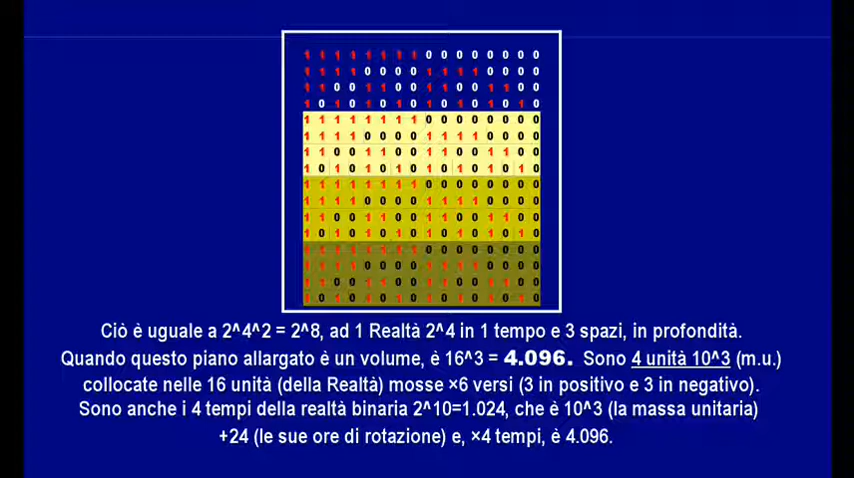 1 1 1 1 1 1 1 1 0 0 0 0 0 0 0 0
1 1 1 1 0 0 0 0 1 1 1 1 0 0 0 0
1 1 0 0 1 1 0 0 1 1 0 0 1 1 0 0
1 0 1 0 1 0 1 0 1 0 1 0 1 0 1 0
1 1 1 1 1 1 1 1 0 0 0 0 0 0 0 0
1 1 1 1 0 0 0 0 1 1 1 1 0 0 0 0
1 1 0 0 1 1 0 0 1 1 0 0 1 1 0 0
1 0 1 0 1 0 1 0 1 0 1 0 1 0 1 0
1 1 1 1 1 1 1 1 0 0 0 0 0 0 0 0
1 1 1 1 0 0 0 0 1 1 1 1 0 0 0 0
1 1 0 0 1 1 0 0 1 1 0 0 1 1 0 0
1 0 1 0 1 0 1 0 1 0 1 0 1 0 1 0
1 1 1 1 1 1 1 1 0 0 0 0 0 0 0 0
1 1 1 1 0 0 0 0 1 1 1 1 0 0 0 0
1 1 0 0 1 1 0 0 1 1 0 0 1 1 0 0
1 0 1 0 1 0 1 0 1 0 1 0 1 0 1 0
Ciò è uguale a 2^4^2 = 2^8, ad 1 Realtà 2^4 in 1 tempo e 3 spazi, in profondità.
Quando questo piano allargato è un volume, è 16^3 = 4.096. Sono 4 unità 10^3 (m.u.)
collocate nelle 16 unità (della Realtà) mosse ×6 versi (3 in positivo e 3 in negativo).
Sono anche i 4 tempi della realtà binaria 2^10=1.024, che è 10^3 (la massa unitaria)
+24 (le sue ore di rotazione) e, ×4 tempi, è 4.096.